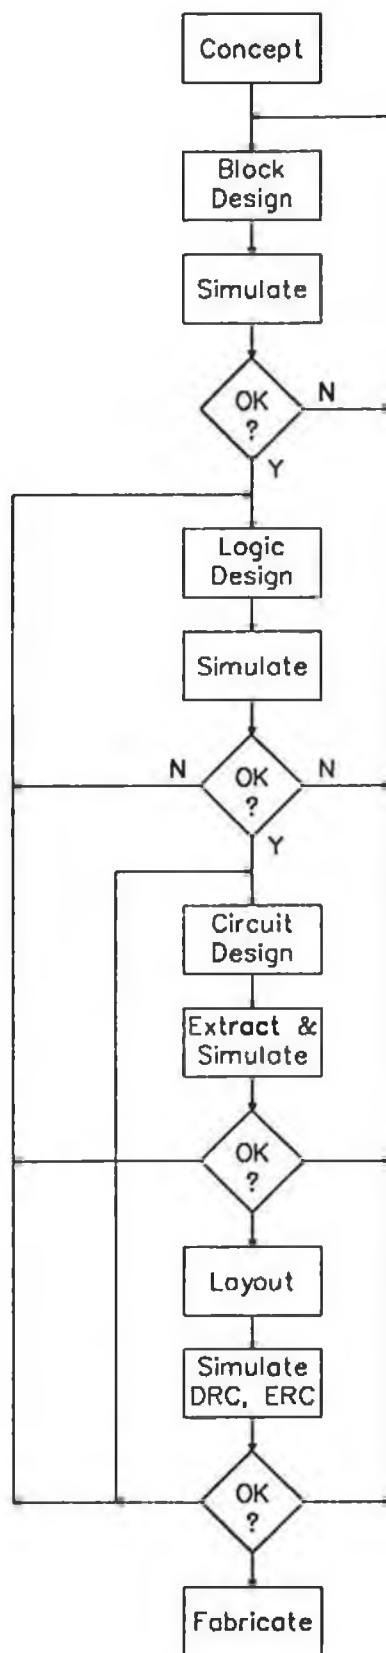 Concept
Block
Design
Simulate
OK
?
N
Y
Logic
Design
Simulate
N
OK
?
N
Y
Circuit
Design
Extract &
Simulate
OK
?
Layout
Simulate
DRC, ERC
OK
?
Fabricate